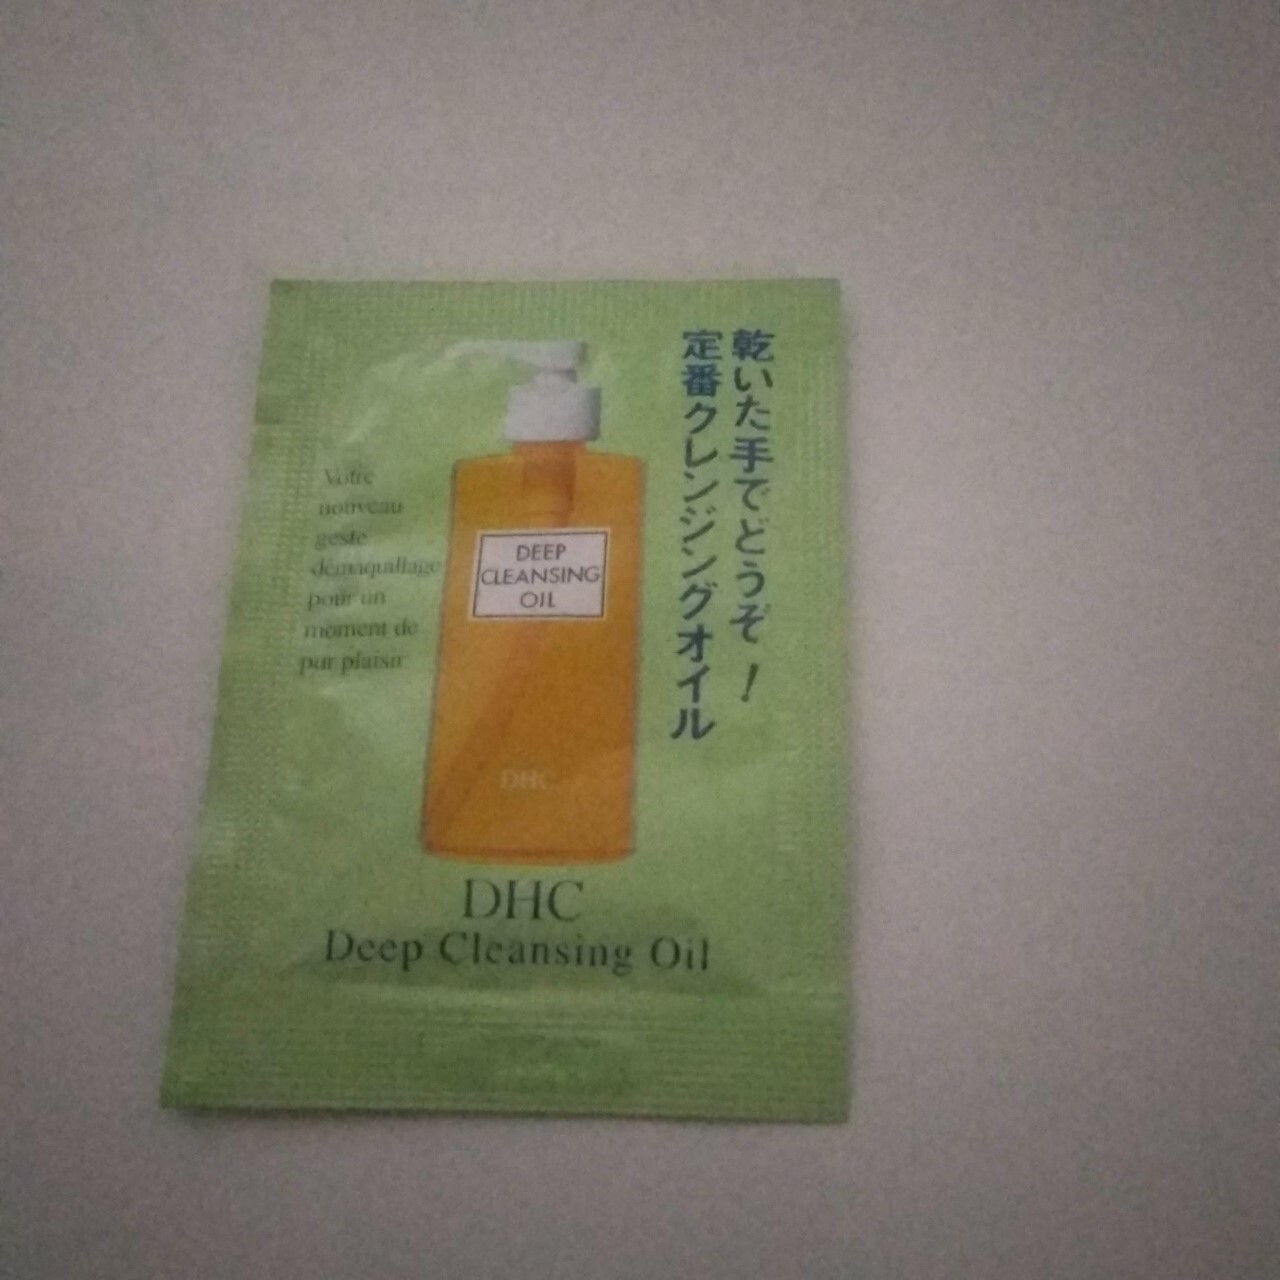 乾いた手でどうぞ!
定番クレンジングオイル
Votre
nouveau
geste
démaquillage
pour un
moment de
pur plaisir
DEEP
CLEANSING
OIL
DHC
DHC
Deep Cleansing Oil